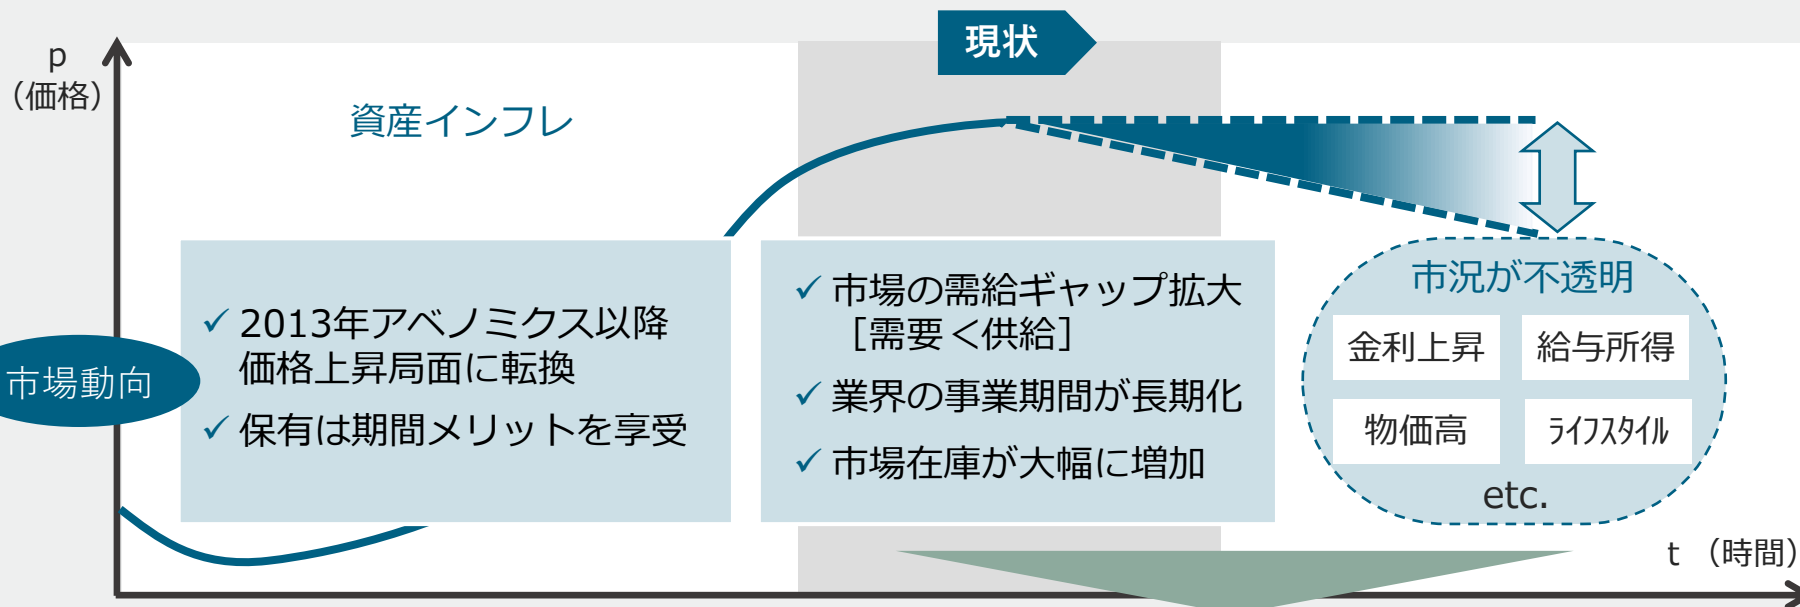 現状
p
（価格）
資産インフレ
市場動向
✓ 2013年アベノミクス以降
価格上昇局面に転換
✓ 保有は期間メリットを享受
✓ 市場の需給ギャップ拡大
［需要＜供給］
✓ 業界の事業期間が長期化
✓ 市場在庫が大幅に増加
市況が不透明
金利上昇
給与所得
物価高
ﾗｲﾌｽﾀｲﾙ
etc.
t （時間）